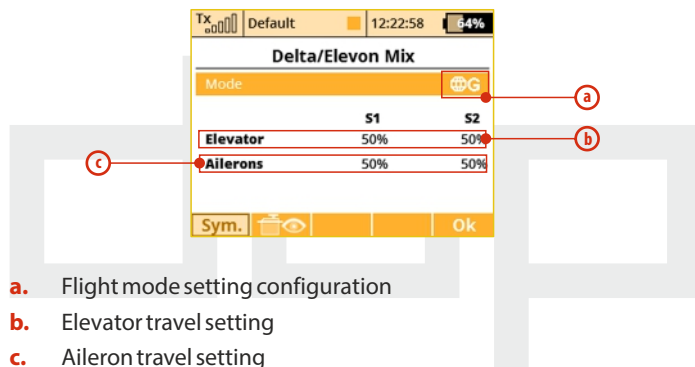 Tx Default 12:22:58 64%
Delta/Elevon Mix
Mode G
a
S1 S2
Elevator 50% 50%
b
Ailerons 50% 50%
c
Sym. Ok
a. Flight mode setting configuration
b. Elevator travel setting
c. Aileron travel setting